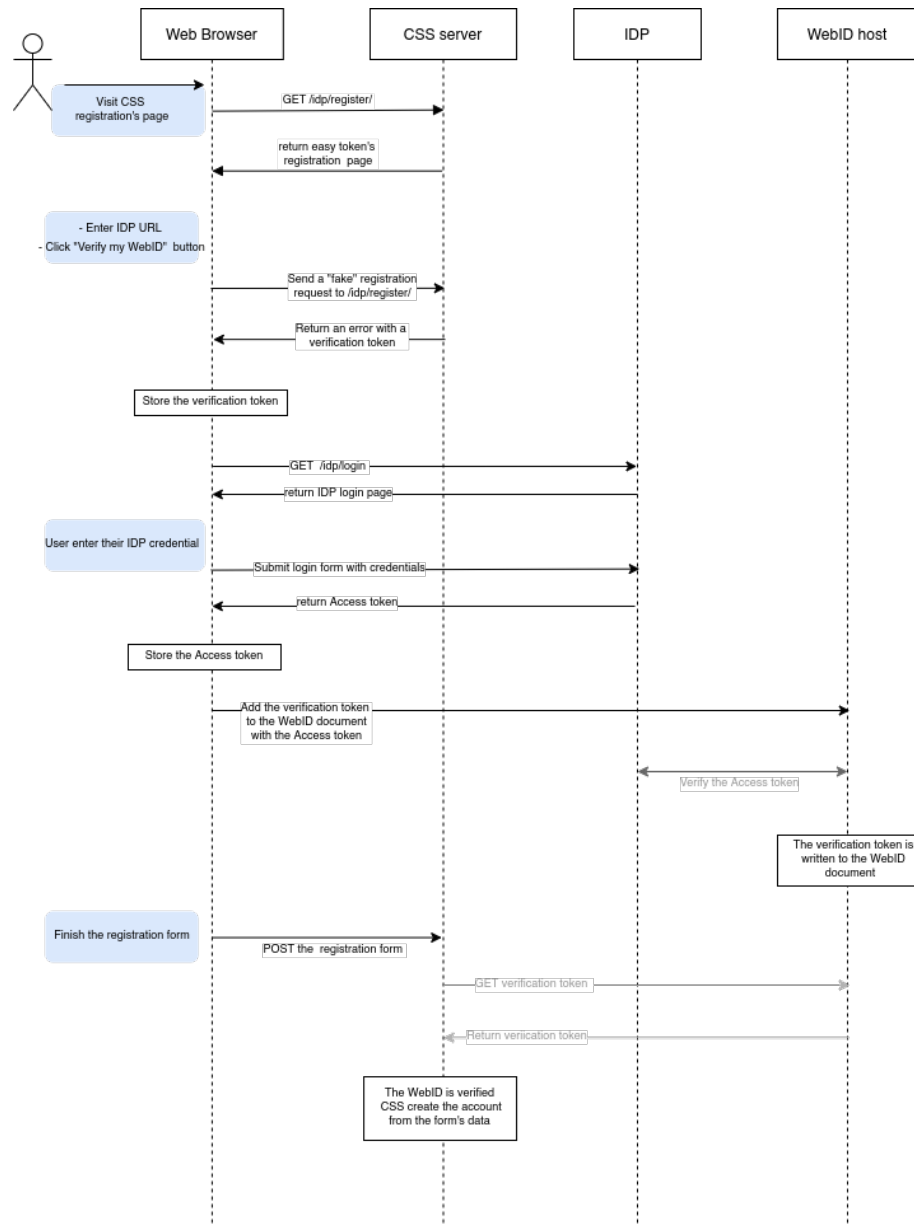 Web Browser
CSS server
IDP
WebID host
Visit CSS
registration's page
GET /idp/register/
return easy token's
registration page
- Enter IDP URL
- Click "Verify my WebID" button
Send a "fake" registration
request to /idp/register/
Return an error with a
verification token
Store the verification token
GET /idp/login
return IDP login page
User enter their IDP credential
Submit login form with credentials
return Access token
Store the Access token
Add the verification token
to the WebID document
with the Access token
Verify the Access token
The verification token is
written to the WebID
document
Finish the registration form
POST the registration form
GET verification token
Return veriication token
The WebID is verified
CSS create the account
from the form's data